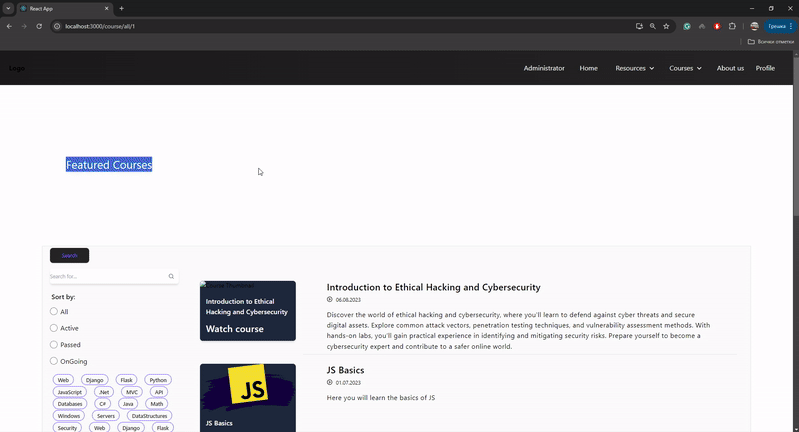 React App
localhost:3000/course/all/1
Грешка
Всички отметки
Logo
Administrator Home Resources Courses About us Profile
Featured Courses
Search
Search for...
Sort by:
All
Active
Passed
OnGoing
Web Django Flask Python
JavaScript .Net MVC API
Databases C# Java Math
Windows Servers DataStructures
Security Web Django Flask
Introduction to Ethical
Hacking and Cybersecurity
Watch course
Introduction to Ethical Hacking and Cybersecurity
06.08.2023
Discover the world of ethical hacking and cybersecurity, where you'll learn to defend against cyber threats and secure
digital assets. Explore common attack vectors, penetration testing techniques, and vulnerability assessment methods. With
hands-on labs, you'll gain practical experience in identifying and mitigating security risks. Prepare yourself to become a
cybersecurity expert and contribute to a safer online world.
JS
JS Basics
JS Basics
01.07.2023
Here you will learn the basics of JS